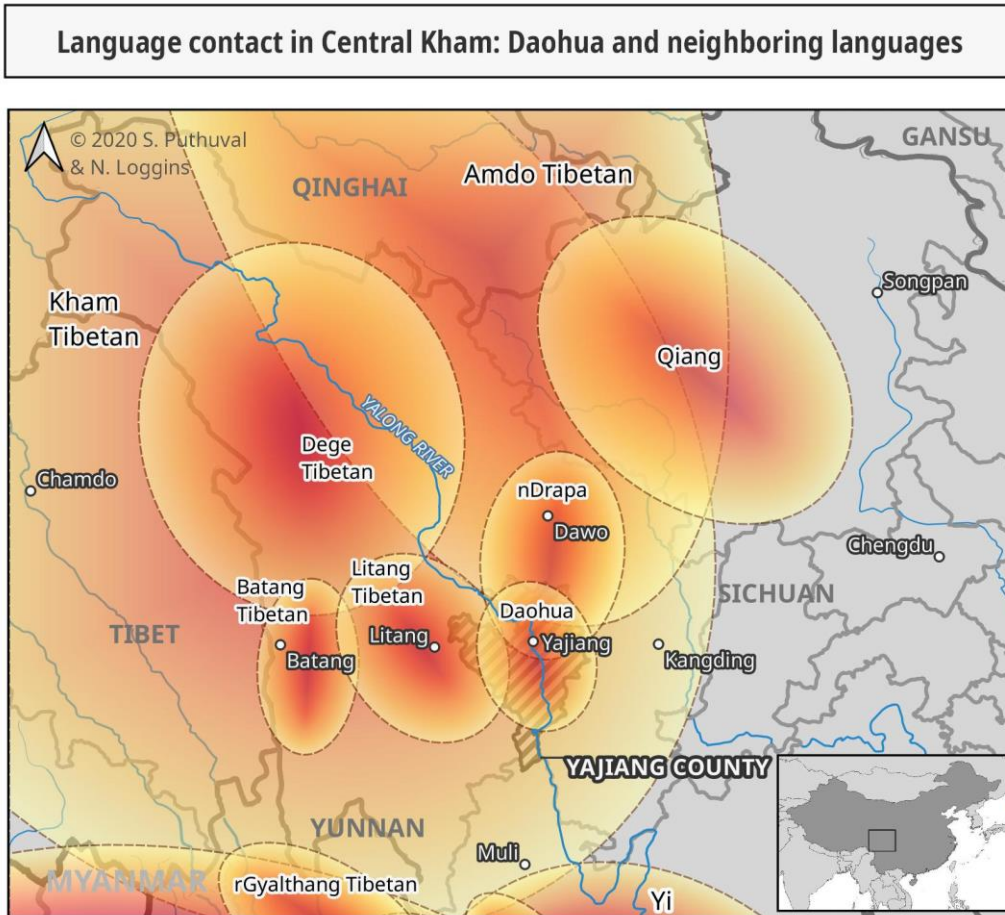 Language contact in Central Kham: Daohua and neighboring languages
© 2020 S. Puthuval
& N. Loggins
GANSU
QINGHAI
Amdo Tibetan
Songpan
Kham
Tibetan
Qiang
YALONG RIVER
Dege
Tibetan
Chamdo
nDrapa
Dawo
Chengdu
Litang
Tibetan
Batang
Tibetan
SICHUAN
Daohua
TIBET
Litang
Yajiang
Batang
Kangding
YAJIANG COUNTY
YUNNAN
Muli
MYANMAR
rGyalthang Tibetan
Yi